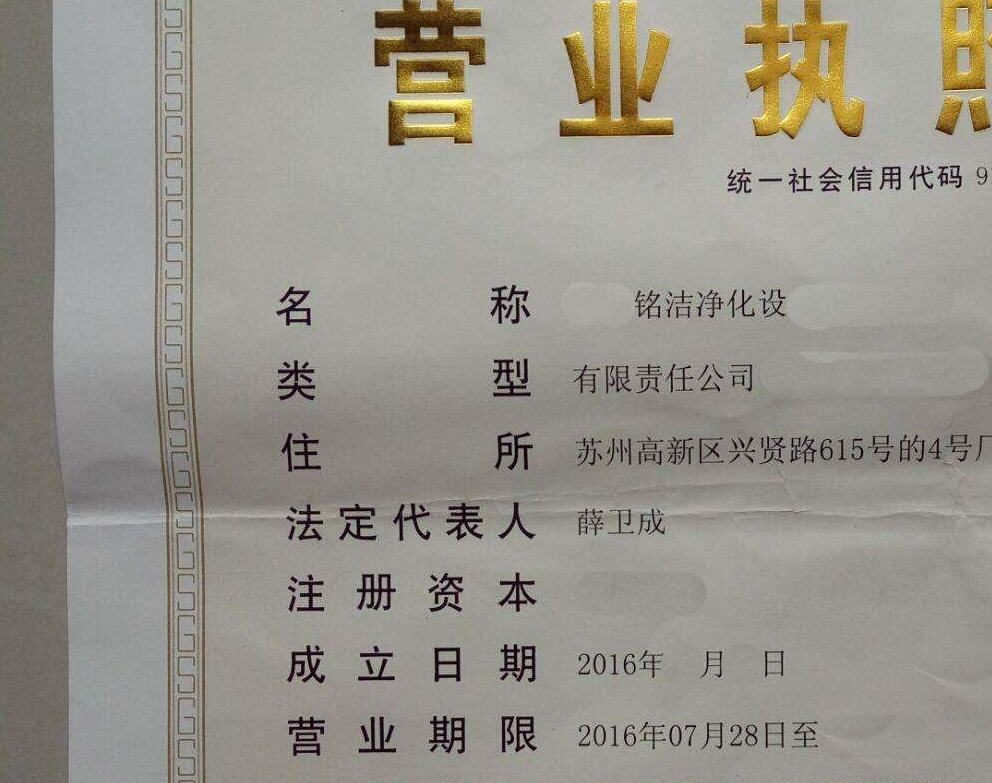 营业执照
统一社会信用代码 9
名称 铭洁净化设
类型 有限责任公司
住所 苏州高新区兴贤路615号的4号厂
法定代表人 薛卫成
注册资本
成立日期 2016年 月 日
营业期限 2016年07月28日至